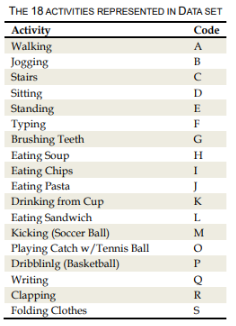 THE 18 ACTIVITIES REPRESENTED IN DATA SET
Activity Code
Walking A
Jogging B
Stairs C
Sitting D
Standing E
Typing F
Brushing Teeth G
Eating Soup H
Eating Chips I
Eating Pasta J
Drinking from Cup K
Eating Sandwich L
Kicking (Soccer Ball) M
Playing Catch w/Tennis Ball O
Dribblinlg (Basketball) P
Writing Q
Clapping R
Folding Clothes S